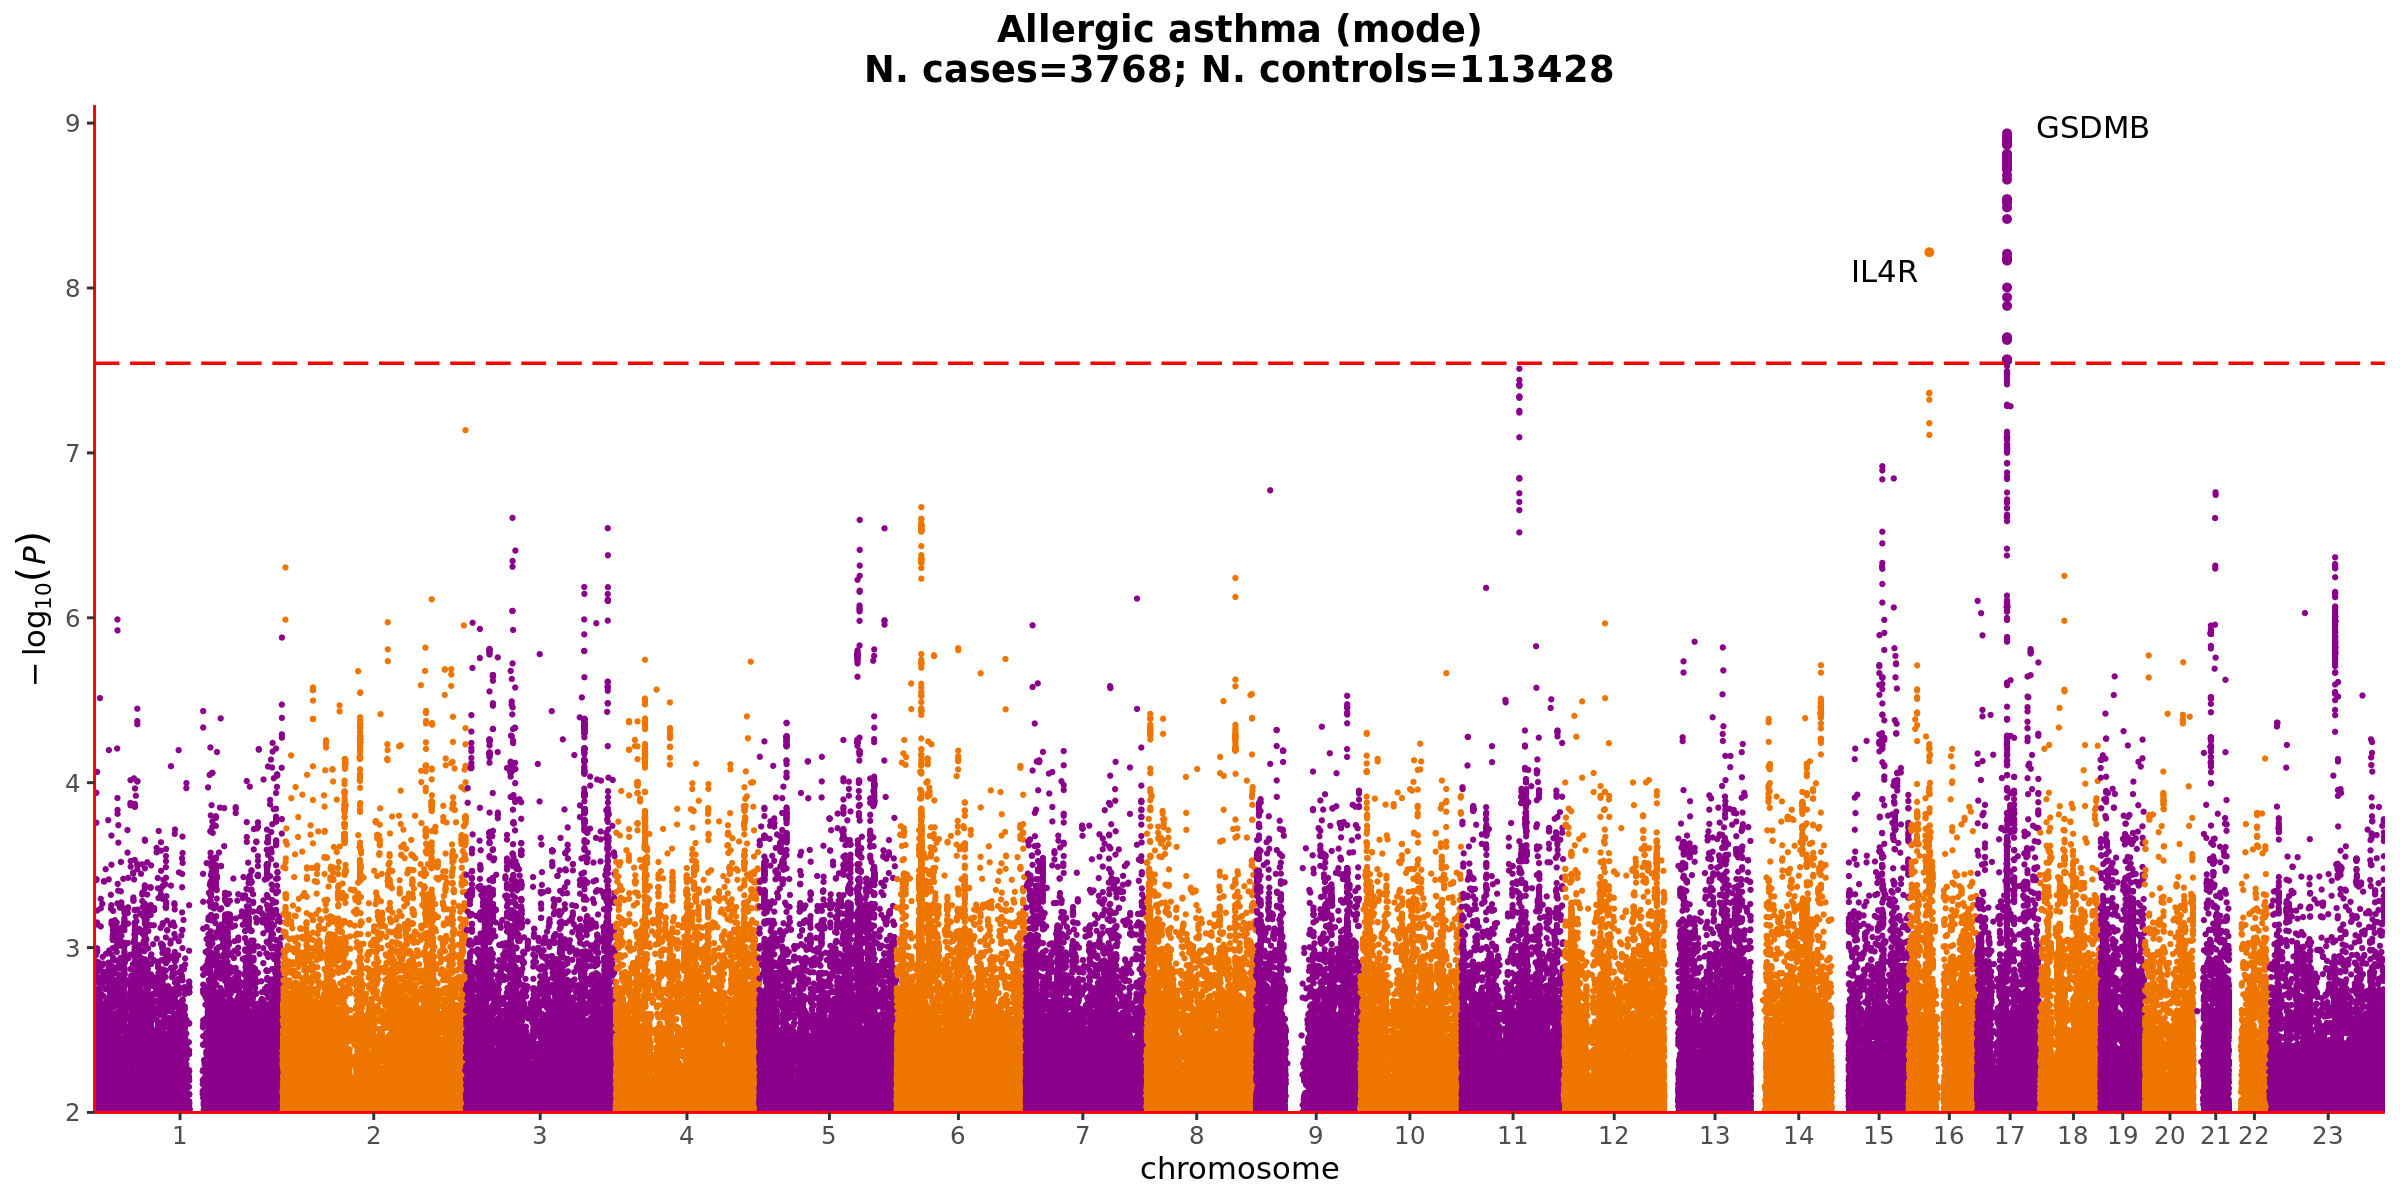 Allergic asthma (mode)
N. cases=3768; N. controls=113428
GSDMB
IL4R
9
8
7
6
5
4
3
2
−log₁₀(P)
1 2 3 4 5 6 7 8 9 10 11 12 13 14 15 16 17 18 19 20 21 22 23
chromosome